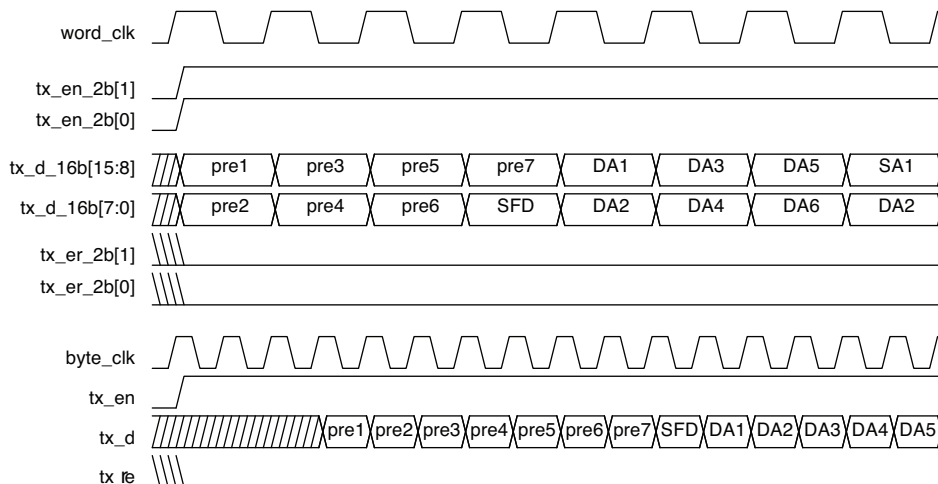 word_clk
tx_en_2b[1]
tx_en_2b[0]
tx_d_16b[15:8] pre1 pre3 pre5 pre7 DA1 DA3 DA5 SA1
tx_d_16b[7:0] pre2 pre4 pre6 SFD DA2 DA4 DA6 DA2
tx_er_2b[1]
tx_er_2b[0]
byte_clk
tx_en
tx_d pre1 pre2 pre3 pre4 pre5 pre6 pre7 SFD DA1 DA2 DA3 DA4 DA5
tx_re